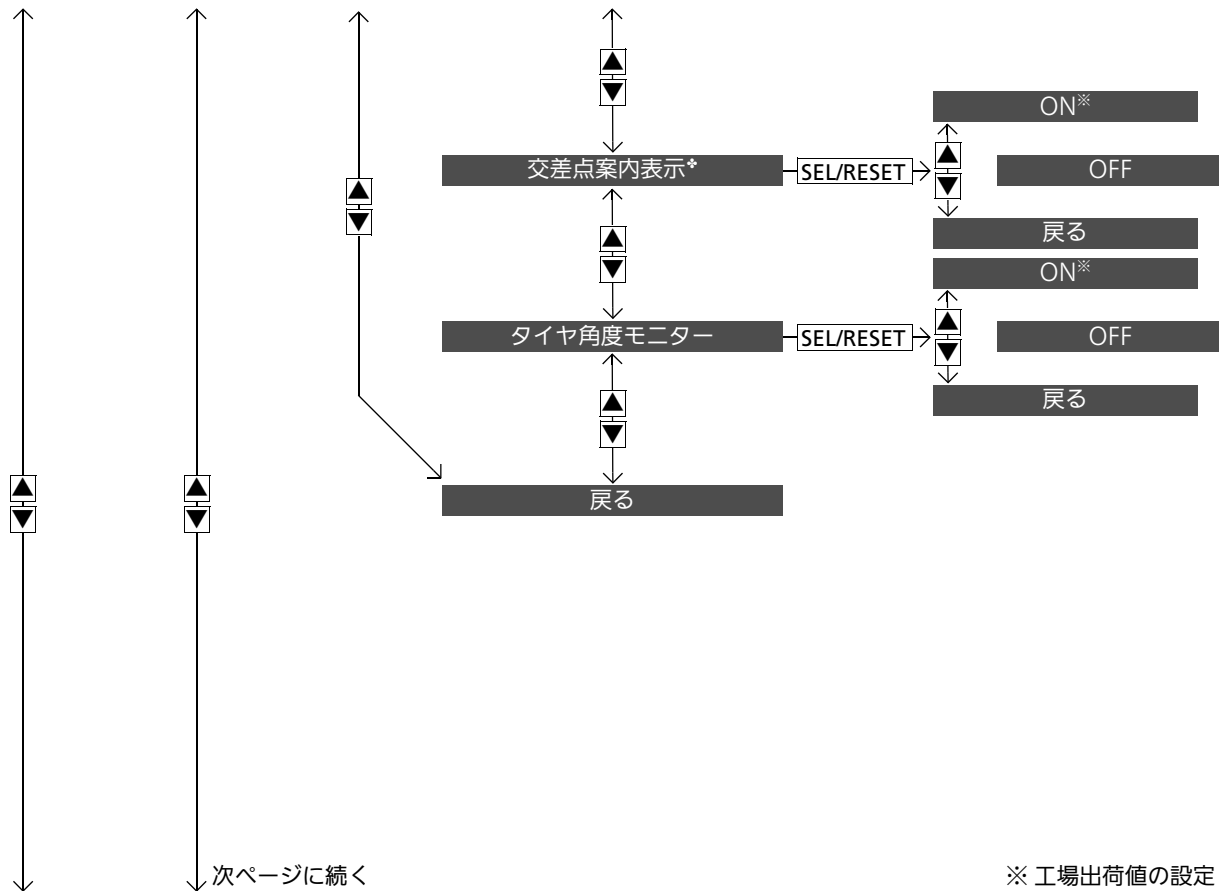 ON※
交差点案内表示✤
SEL/RESET
OFF
戻る
ON※
タイヤ角度モニター
SEL/RESET
OFF
戻る
戻る
次ページに続く
※ 工場出荷値の設定